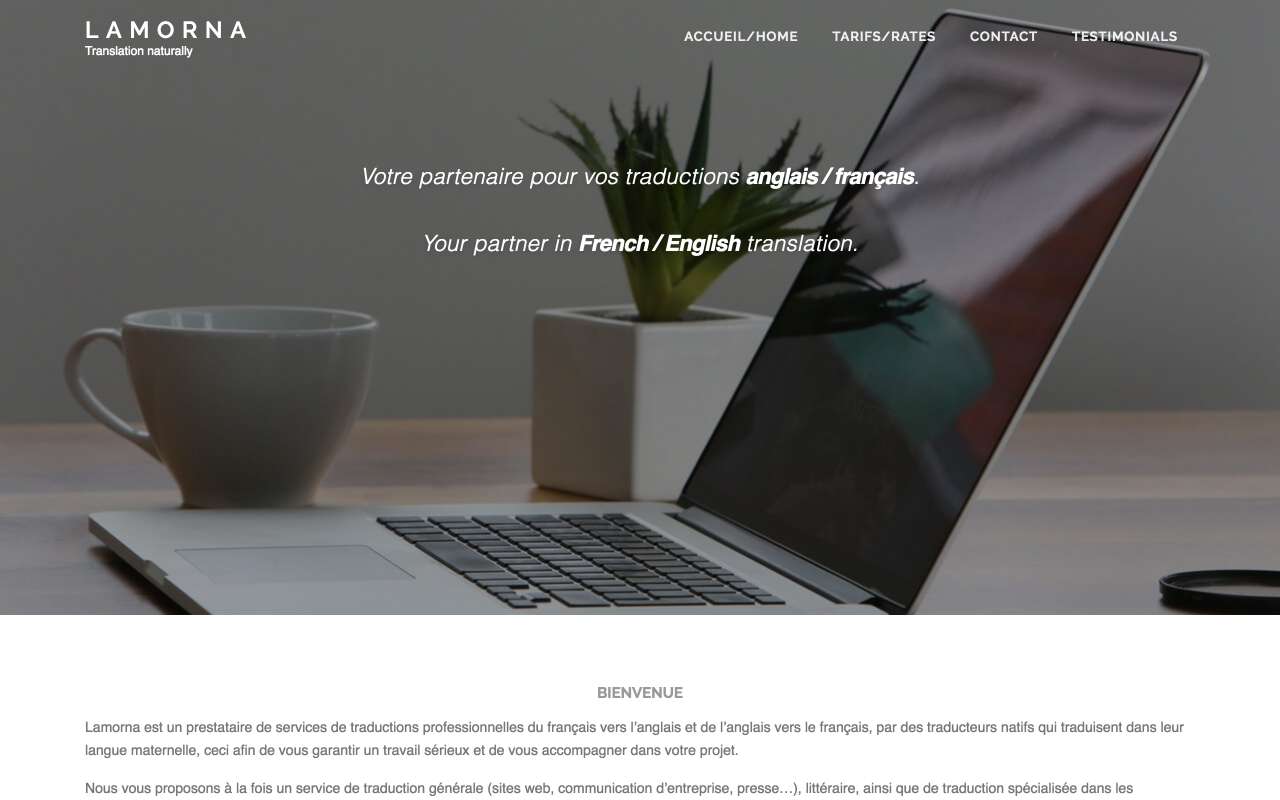 LAMORNA
Translation naturally
ACCUEIL/HOME TARIFS/RATES CONTACT TESTIMONIALS
Votre partenaire pour vos traductions anglais / français.
Your partner in French / English translation.
BIENVENUE
Lamorna est un prestataire de services de traductions professionnelles du français vers l’anglais et de l’anglais vers le français, par des traducteurs natifs qui traduisent dans leur
langue maternelle, ceci afin de vous garantir un travail sérieux et de vous accompagner dans votre projet.
Nous vous proposons à la fois un service de traduction générale (sites web, communication d’entreprise, presse…), littéraire, ainsi que de traduction spécialisée dans les